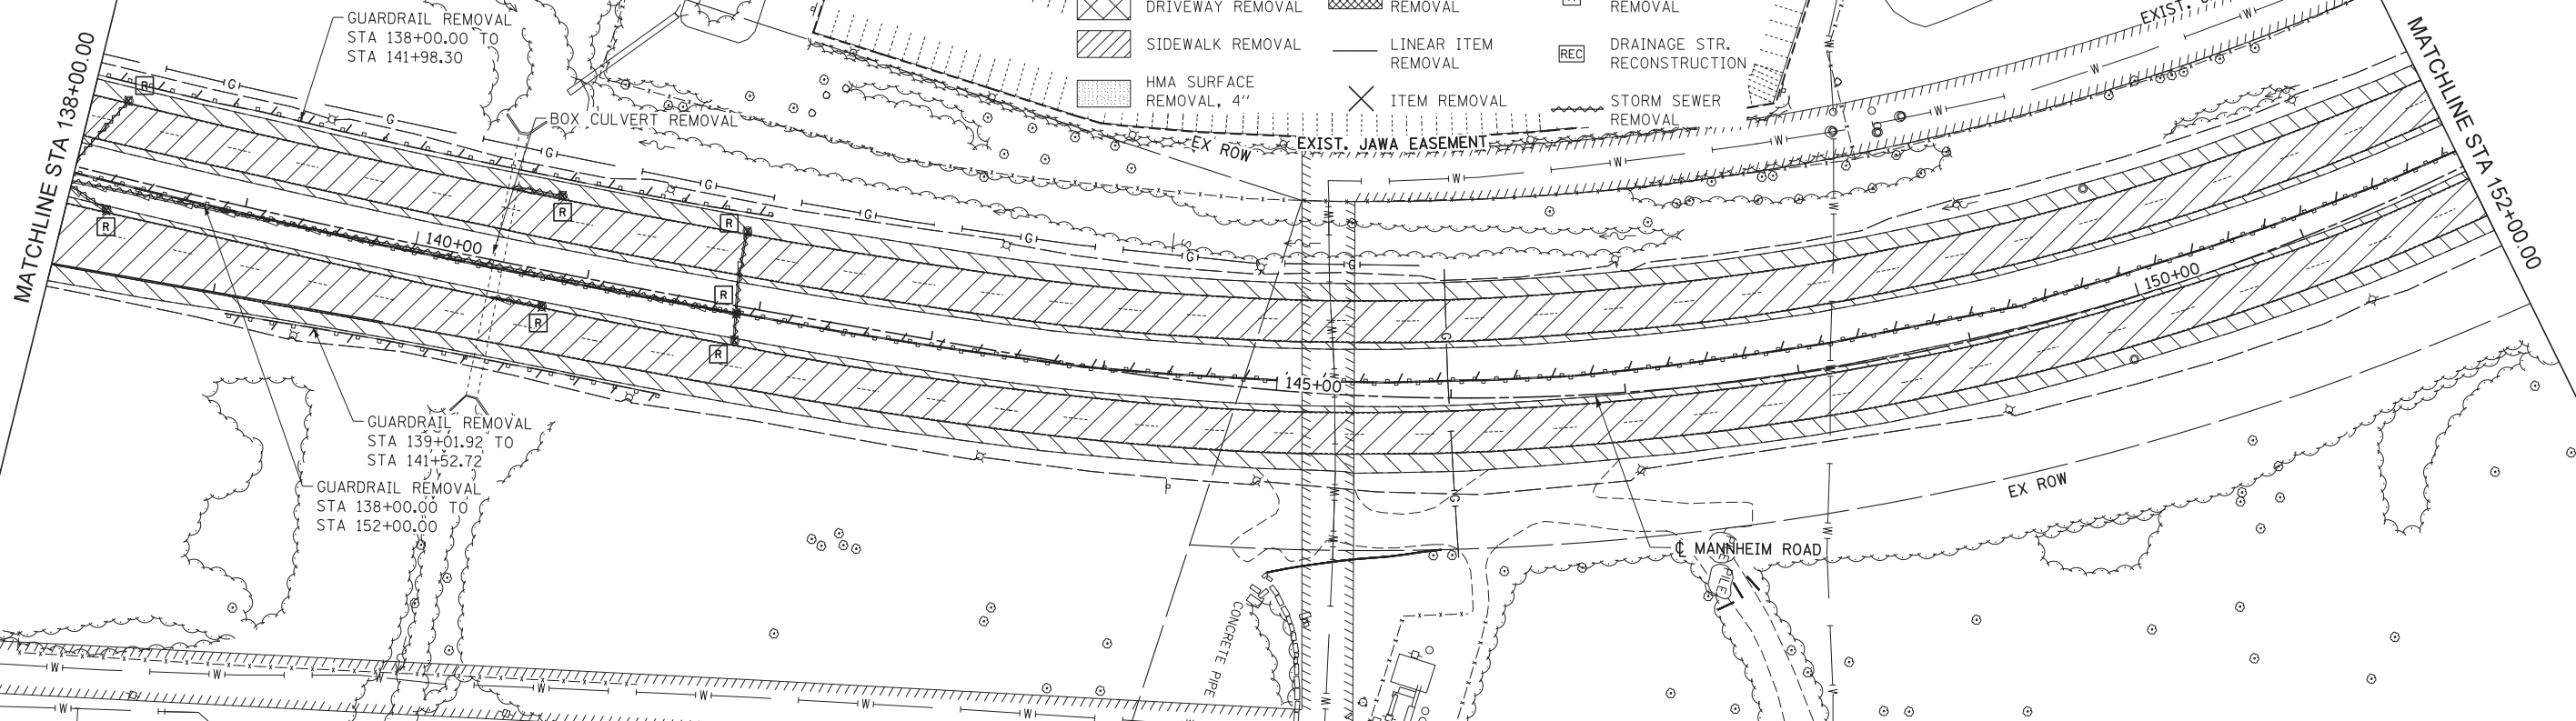 GUARDRAIL REMOVAL
STA 138+00.00 TO
STA 141+98.30
DRIVEWAY REMOVAL
REMOVAL
REMOVAL
SIDEWALK REMOVAL
LINEAR ITEM
REMOVAL
REC
DRAINAGE STR.
RECONSTRUCTION
HMA SURFACE
REMOVAL, 4"
ITEM REMOVAL
STORM SEWER
REMOVAL
MATCHLINE STA 138+00.00
MATCHLINE STA 152+00.00
BOX CULVERT REMOVAL
EX ROW
EXIST. JAWA EASEMENT
EXIST.
R
R
R
R
R
R
R
G
G
G
G
G
G
G
G
G
G
W
W
W
W
W
W
W
W
140+00
145+00
150+00
GUARDRAIL REMOVAL
STA 139+01.92 TO
STA 141+52.72
GUARDRAIL REMOVAL
STA 138+00.00 TO
STA 152+00.00
EX ROW
℄ MANNHEIM ROAD
CONCRETE PIPE
PILE
W
W
W
W
W
W
W
W
W